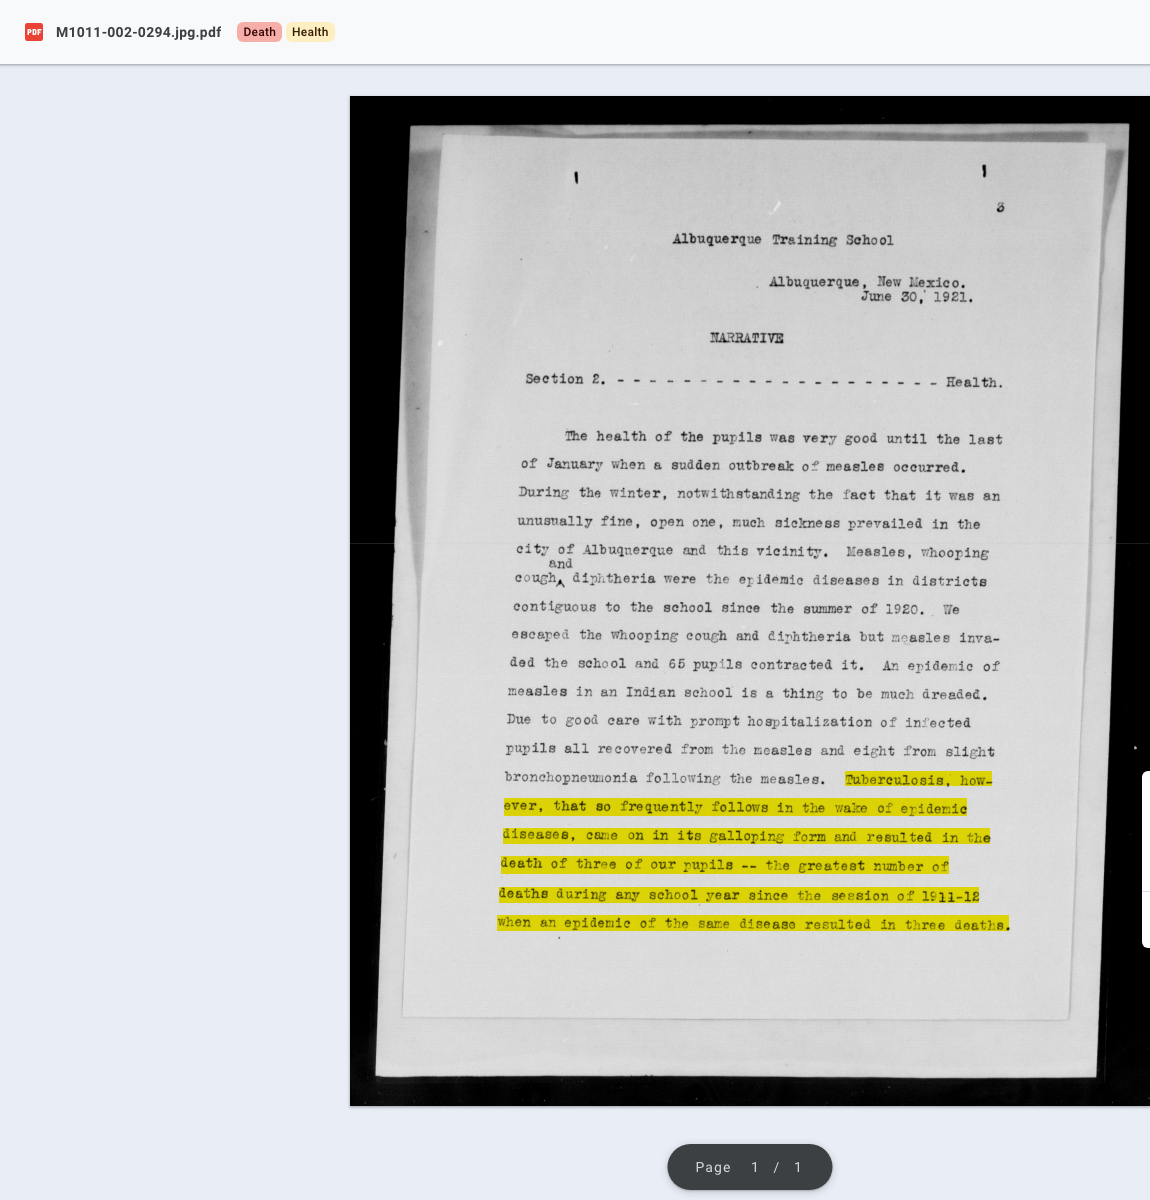 PDF M1011-002-0294.jpg.pdf Death Health
3
Albuquerque Training School
Albuquerque, New Mexico.
June 30, 1921.
NARRATIVE
Section 2. - - - - - - - - - - - - - - - - - - - - Health.
The health of the pupils was very good until the last
of January when a sudden outbreak of measles occurred.
During the winter, notwithstanding the fact that it was an
unusually fine, open one, much sickness prevailed in the
city of Albuquerque and this vicinity. Measles, whooping
and
cough‸ diphtheria were the epidemic diseases in districts
contiguous to the school since the summer of 1920. We
escaped the whooping cough and diphtheria but measles inva-
ded the school and 65 pupils contracted it. An epidemic of
measles in an Indian school is a thing to be much dreaded.
Due to good care with prompt hospitalization of infected
pupils all recovered from the measles and eight from slight
bronchopneumonia following the measles. Tuberculosis, how-
ever, that so frequently follows in the wake of epidemic
diseases, came on in its galloping form and resulted in the
death of three of our pupils -- the greatest number of
deaths during any school year since the session of 1911-12
when an epidemic of the same disease resulted in three deaths.
Page 1 / 1